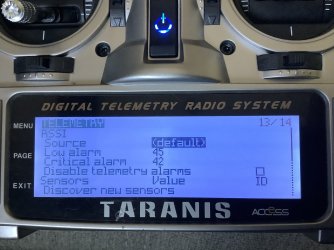 DIGITAL TELEMETRY RADIO SYSTEM
MENU
TELEMETRY 13/14
RSSI
Source (default)
Low alarm 45
PAGE
Critical alarm 42
Disable telemetry alarms
Sensors Value ID
EXIT
Discover new sensors
TARANIS
ACCESS